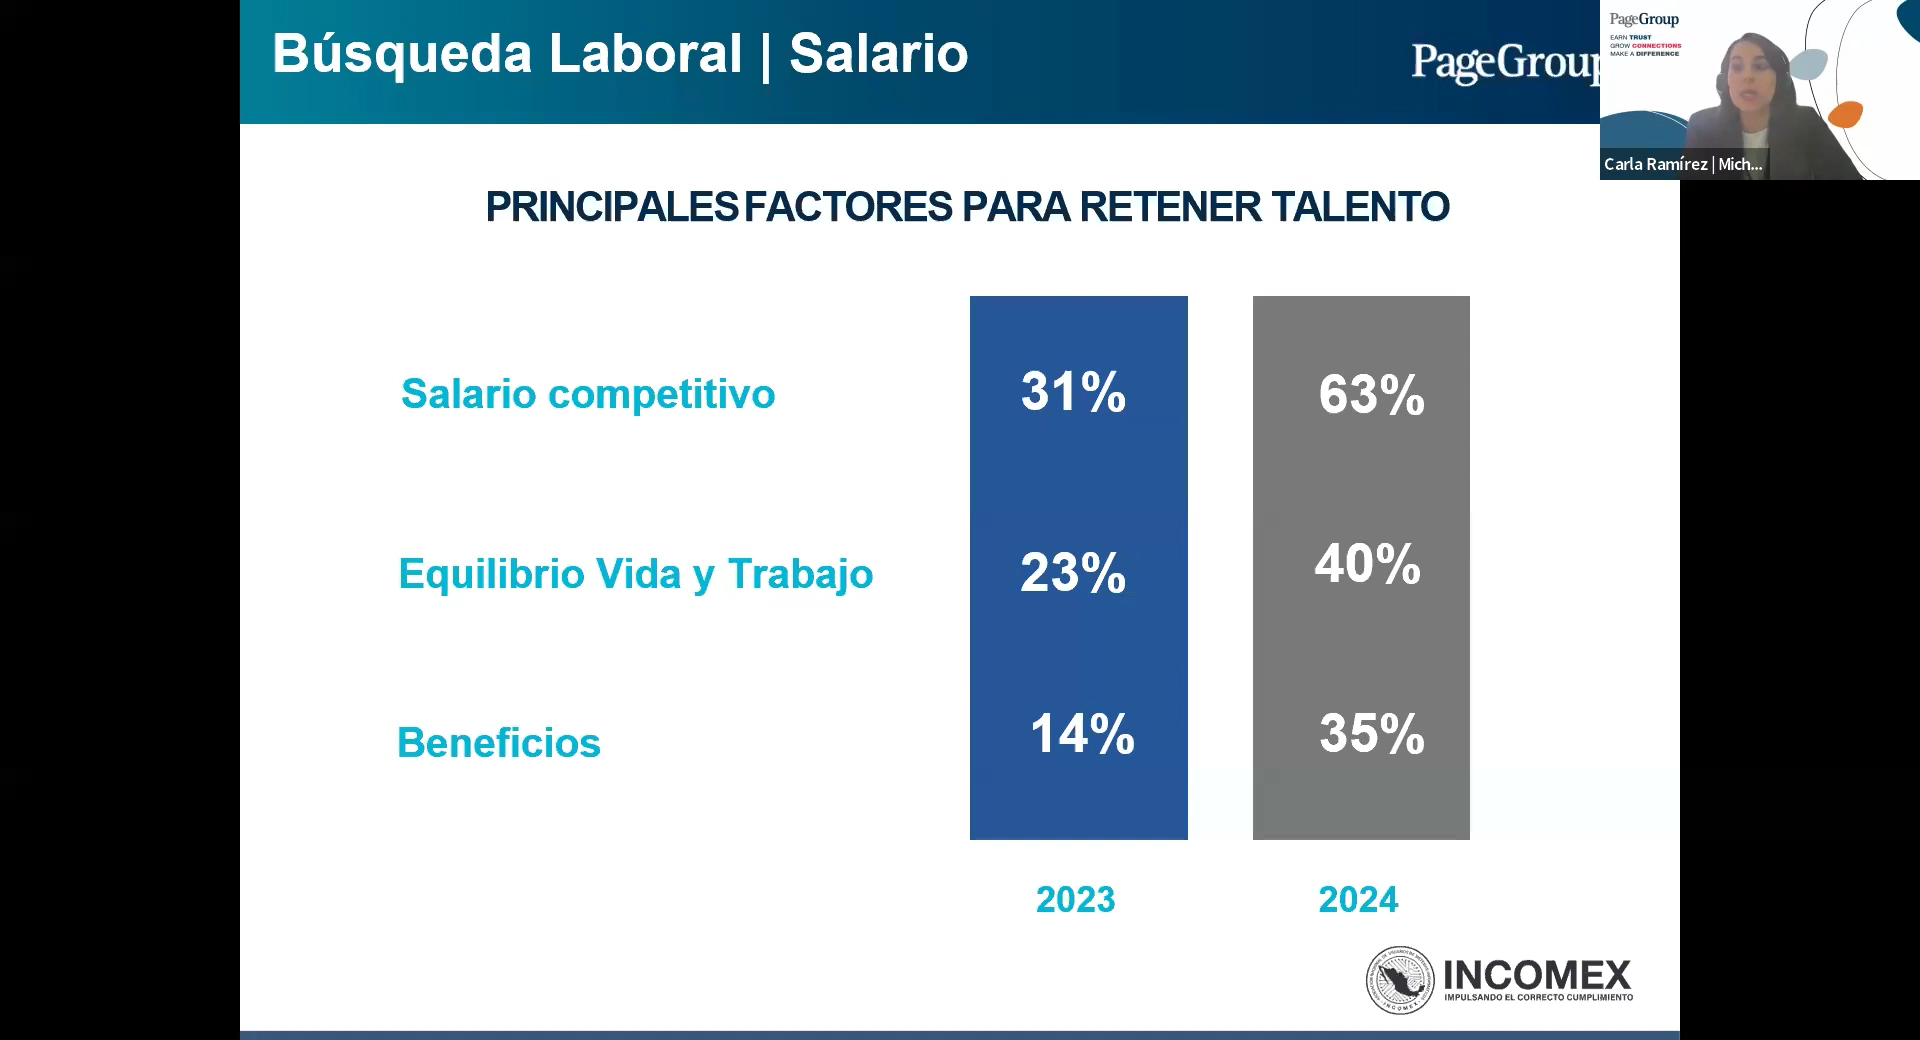 Búsqueda Laboral | Salario
PageGroup
PageGroup
EARN TRUST
GROW CONNECTIONS
MAKE A DIFFERENCE
Carla Ramírez | Mich...
PRINCIPALES FACTORES PARA RETENER TALENTO
Salario competitivo 31% 63%
Equilibrio Vida y Trabajo 23% 40%
Beneficios 14% 35%
2023 2024
INCOMEX
IMPULSANDO EL CORRECTO CUMPLIMIENTO